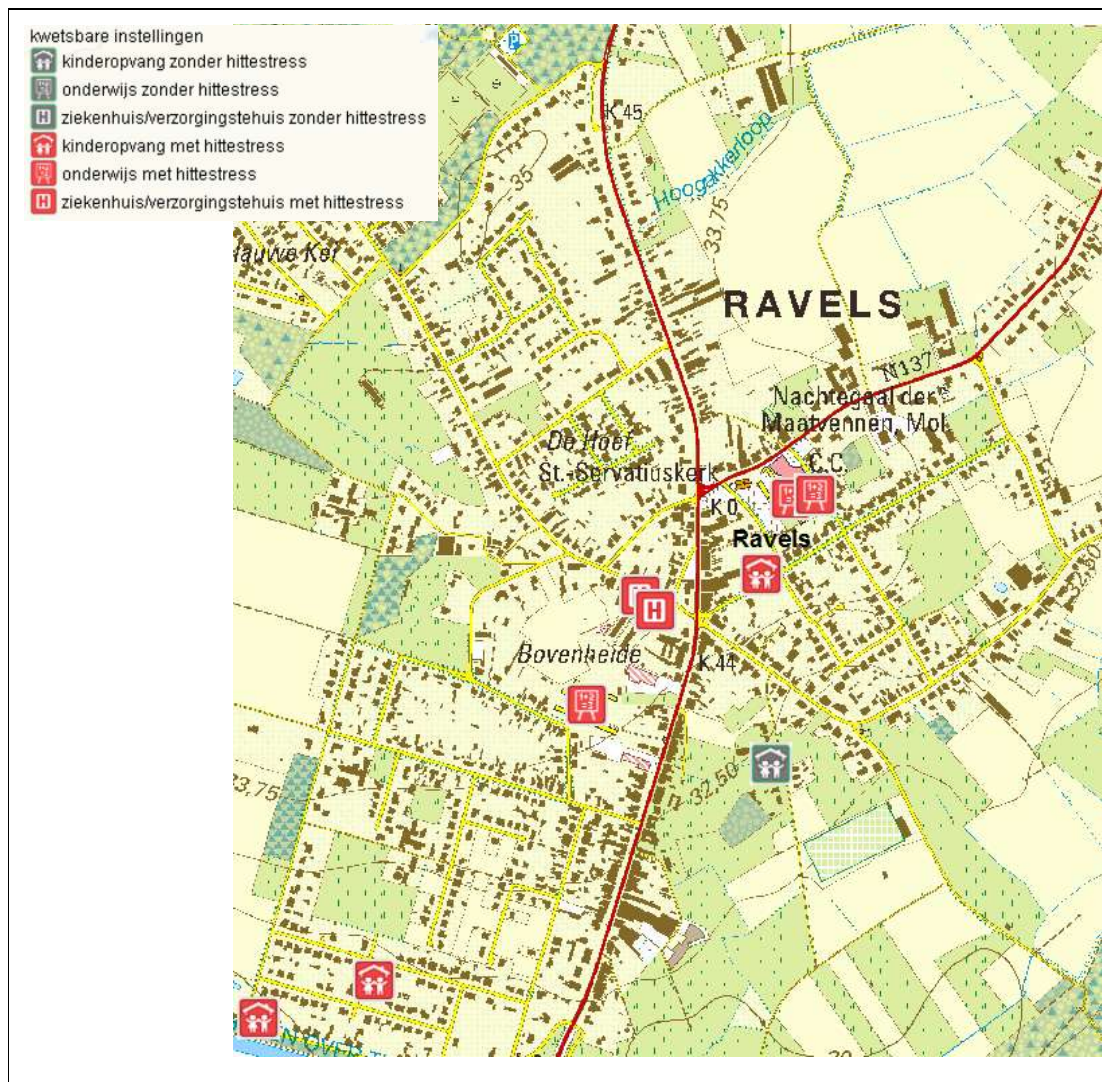 kwetsbare instellingen
kinderopvang zonder hittestress
onderwijs zonder hittestress
ziekenhuis/verzorgingstehuis zonder hittestress
kinderopvang met hittestress
onderwijs met hittestress
ziekenhuis/verzorgingstehuis met hittestress
P
K 45
35
Hoogakkerloop
33,75
RAVELS
N137
Nachtegaal der
Maatvennen, Mol.
De Hoer
C.C.
St.-Servatiuskerk
K 0
Ravels
32,50
H
Bovenheide
K 44
33,75
32,50